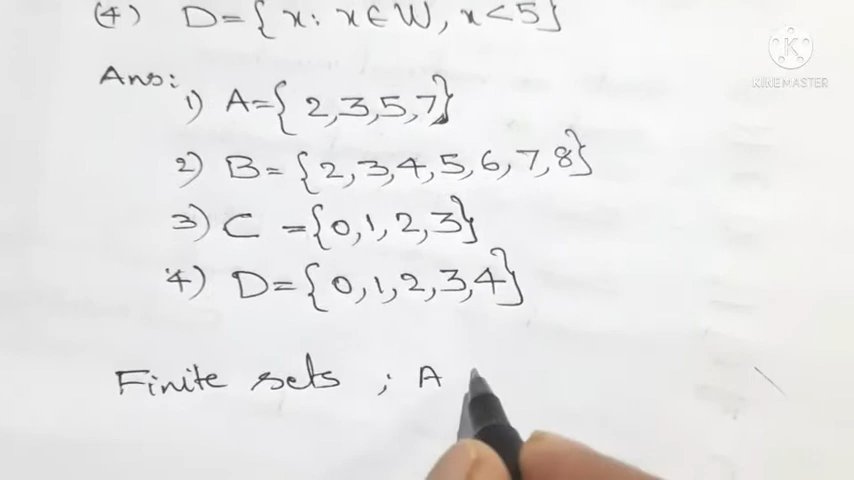 (4) D={x: x∈W, x<5}
KINEMASTER
Ans:
1) A={2,3,5,7}
2) B={2,3,4,5,6,7,8}
3) C ={0,1,2,3}
4) D={0,1,2,3,4}
Finite sets ; A